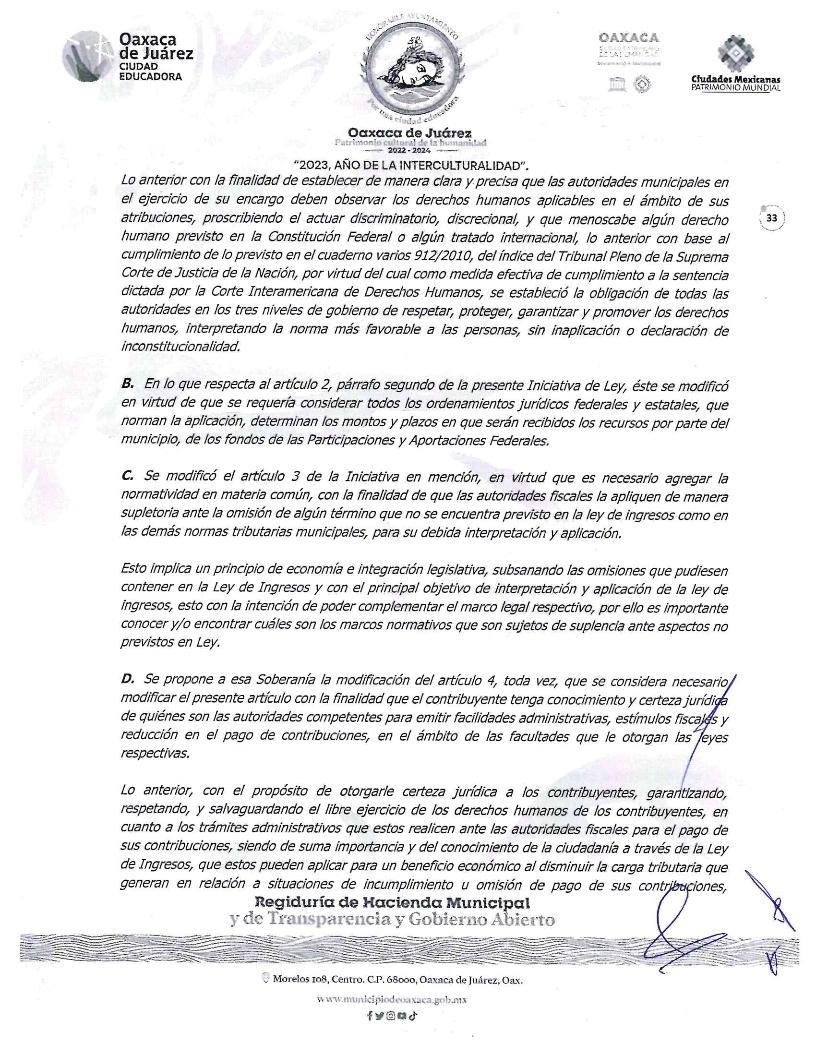 Oaxaca
de Juárez
CIUDAD
EDUCADORA
HONORABLE AYUNTAMIENTO
Por una ciudad educadora
Oaxaca de Juárez
Patrimonio cultural de la humanidad
2022 - 2024
OAXACA
Ciudades Mexicanas
PATRIMONIO MUNDIAL
"2023, AÑO DE LA INTERCULTURALIDAD".
33
Lo anterior con la finalidad de establecer de manera clara y precisa que las autoridades municipales en
el ejercicio de su encargo deben observar los derechos humanos aplicables en el ámbito de sus
atribuciones, proscribiendo el actuar discriminatorio, discrecional, y que menoscabe algún derecho
humano previsto en la Constitución Federal o algún tratado internacional, lo anterior con base al
cumplimiento de lo previsto en el cuaderno varios 912/2010, del índice del Tribunal Pleno de la Suprema
Corte de Justicia de la Nación, por virtud del cual como medida efectiva de cumplimiento a la sentencia
dictada por la Corte Interamericana de Derechos Humanos, se estableció la obligación de todas las
autoridades en los tres niveles de gobierno de respetar, proteger, garantizar y promover los derechos
humanos, interpretando la norma más favorable a las personas, sin inaplicación o declaración de
inconstitucionalidad.
B. En lo que respecta al artículo 2, párrafo segundo de la presente Iniciativa de Ley, éste se modificó
en virtud de que se requería considerar todos los ordenamientos jurídicos federales y estatales, que
norman la aplicación, determinan los montos y plazos en que serán recibidos los recursos por parte del
municipio, de los fondos de las Participaciones y Aportaciones Federales.
C. Se modificó el artículo 3 de la Iniciativa en mención, en virtud que es necesario agregar la
normatividad en materia común, con la finalidad de que las autoridades fiscales la apliquen de manera
supletoria ante la omisión de algún término que no se encuentra previsto en la ley de ingresos como en
las demás normas tributarias municipales, para su debida interpretación y aplicación.
Esto implica un principio de economía e integración legislativa, subsanando las omisiones que pudiesen
contener en la Ley de Ingresos y con el principal objetivo de interpretación y aplicación de la ley de
ingresos, esto con la intención de poder complementar el marco legal respectivo, por ello es importante
conocer y/o encontrar cuáles son los marcos normativos que son sujetos de suplencia ante aspectos no
previstos en Ley.
D. Se propone a esa Soberanía la modificación del artículo 4, toda vez, que se considera necesario
modificar el presente artículo con la finalidad que el contribuyente tenga conocimiento y certeza jurídica
de quiénes son las autoridades competentes para emitir facilidades administrativas, estímulos fiscales y
reducción en el pago de contribuciones, en el ámbito de las facultades que le otorgan las leyes
respectivas.
Lo anterior, con el propósito de otorgarle certeza jurídica a los contribuyentes, garantizando,
respetando, y salvaguardando el libre ejercicio de los derechos humanos de los contribuyentes, en
cuanto a los trámites administrativos que estos realicen ante las autoridades fiscales para el pago de
sus contribuciones, siendo de suma importancia y del conocimiento de la ciudadanía a través de la Ley
de Ingresos, que estos pueden aplicar para un beneficio económico al disminuir la carga tributaria que
generan en relación a situaciones de incumplimiento u omisión de pago de sus contribuciones,
Regiduría de Hacienda Municipal
y de Transparencia y Gobierno Abierto
Morelos 108, Centro. C.P. 68000, Oaxaca de Juárez, Oax.
www.municipiodeoaxaca.gob.mx